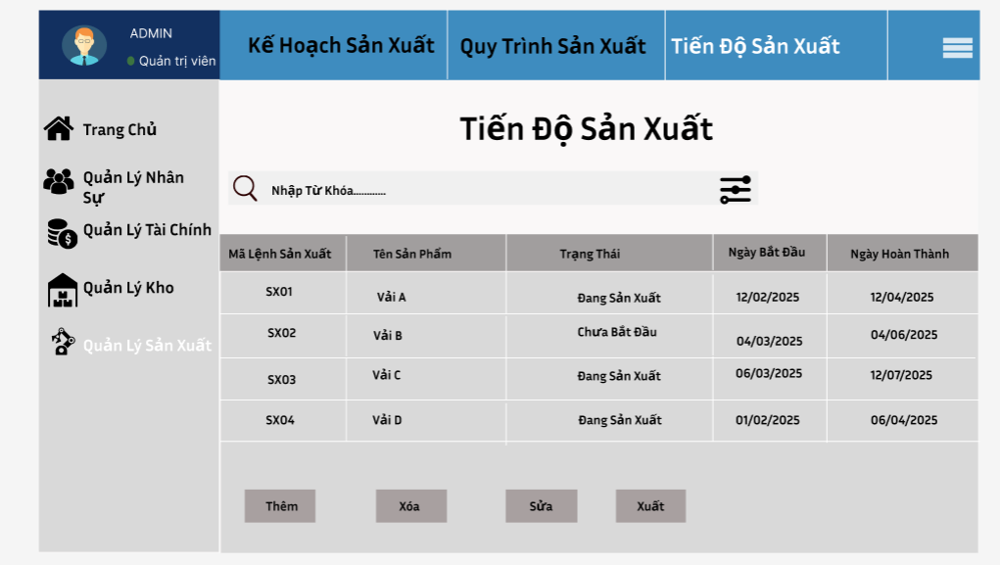 ADMIN
Quản trị viên
Kế Hoạch Sản Xuất
Quy Trình Sản Xuất
Tiến Độ Sản Xuất
Trang Chủ
Quản Lý Nhân
Sự
Quản Lý Tài Chính
Quản Lý Kho
Quản Lý Sản Xuất
Tiến Độ Sản Xuất
Nhập Từ Khóa............
Mã Lệnh Sản Xuất Tên Sản Phẩm Trạng Thái Ngày Bắt Đầu Ngày Hoàn Thành
SX01 Vải A Đang Sản Xuất 12/02/2025 12/04/2025
SX02 Vải B Chưa Bắt Đầu 04/03/2025 04/06/2025
SX03 Vải C Đang Sản Xuất 06/03/2025 12/07/2025
SX04 Vải D Đang Sản Xuất 01/02/2025 06/04/2025
Thêm Xóa Sửa Xuất